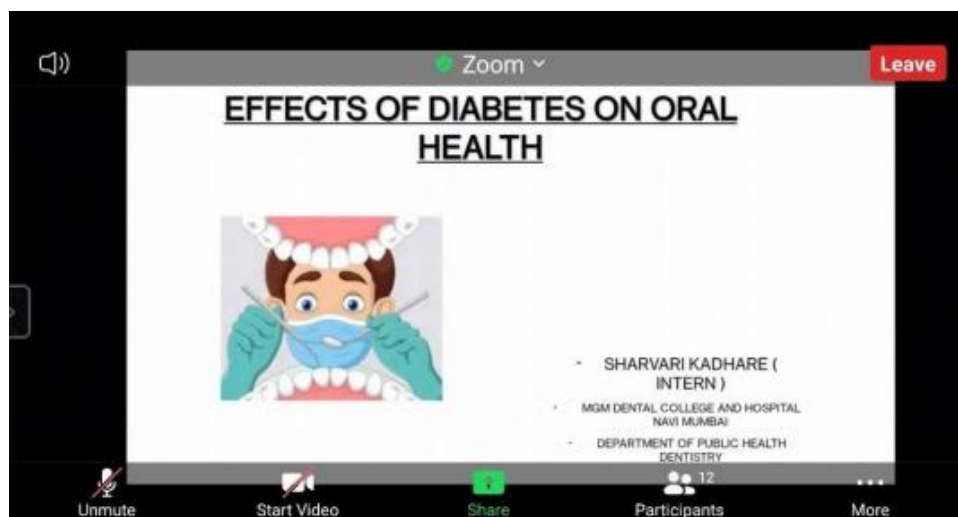 Zoom
Leave
EFFECTS OF DIABETES ON ORAL
HEALTH
- SHARVARI KADHARE (
INTERN )
- MGM DENTAL COLLEGE AND HOSPITAL
NAVI MUMBAI
- DEPARTMENT OF PUBLIC HEALTH
DENTISTRY
12
Unmute Start Video Share Participants More